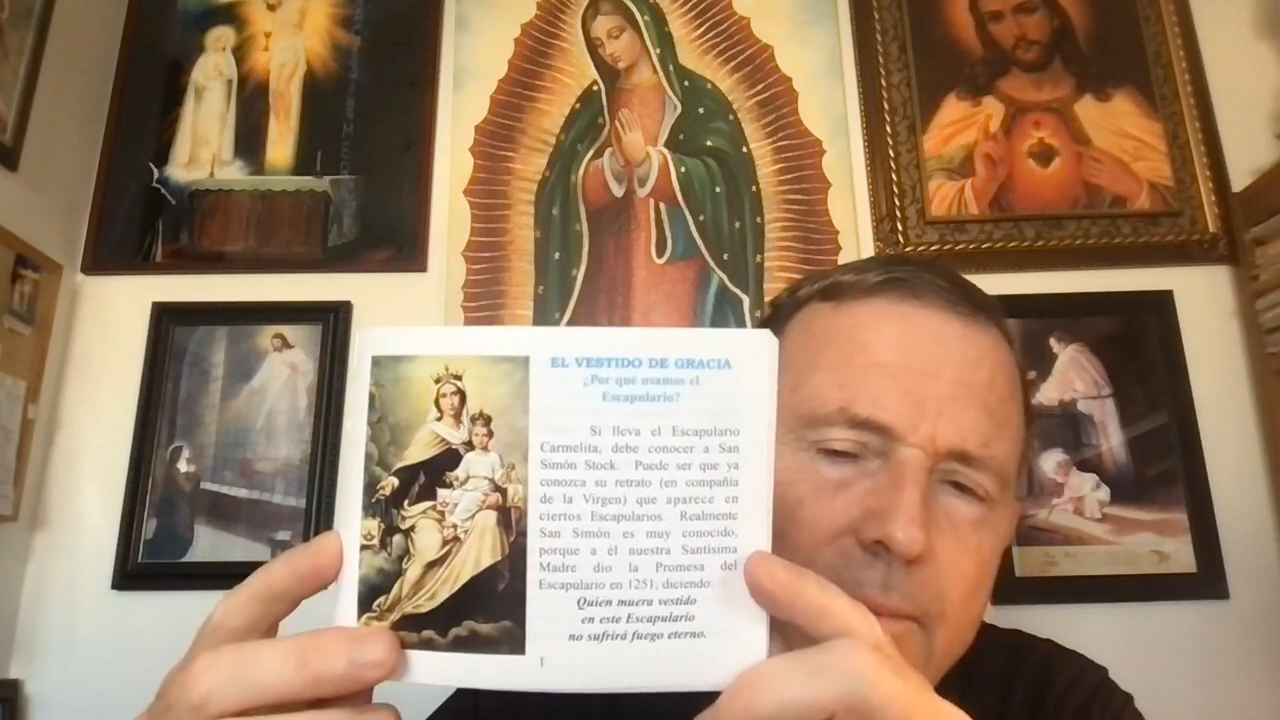 EL VESTIDO DE GRACIA
¿Por qué usamos el
Escapulario?
Si lleva el Escapulario
Carmelita, debe conocer a San
Simón Stock. Puede ser que ya
conozca su retrato (en compañía
de la Virgen) que aparece en
ciertos Escapularios. Realmente
San Simón es muy conocido,
porque a él nuestra Santísima
Madre dio la Promesa del
Escapulario en 1251, diciendo:
Quien muera vestido
en este Escapulario
no sufrirá fuego eterno.
1